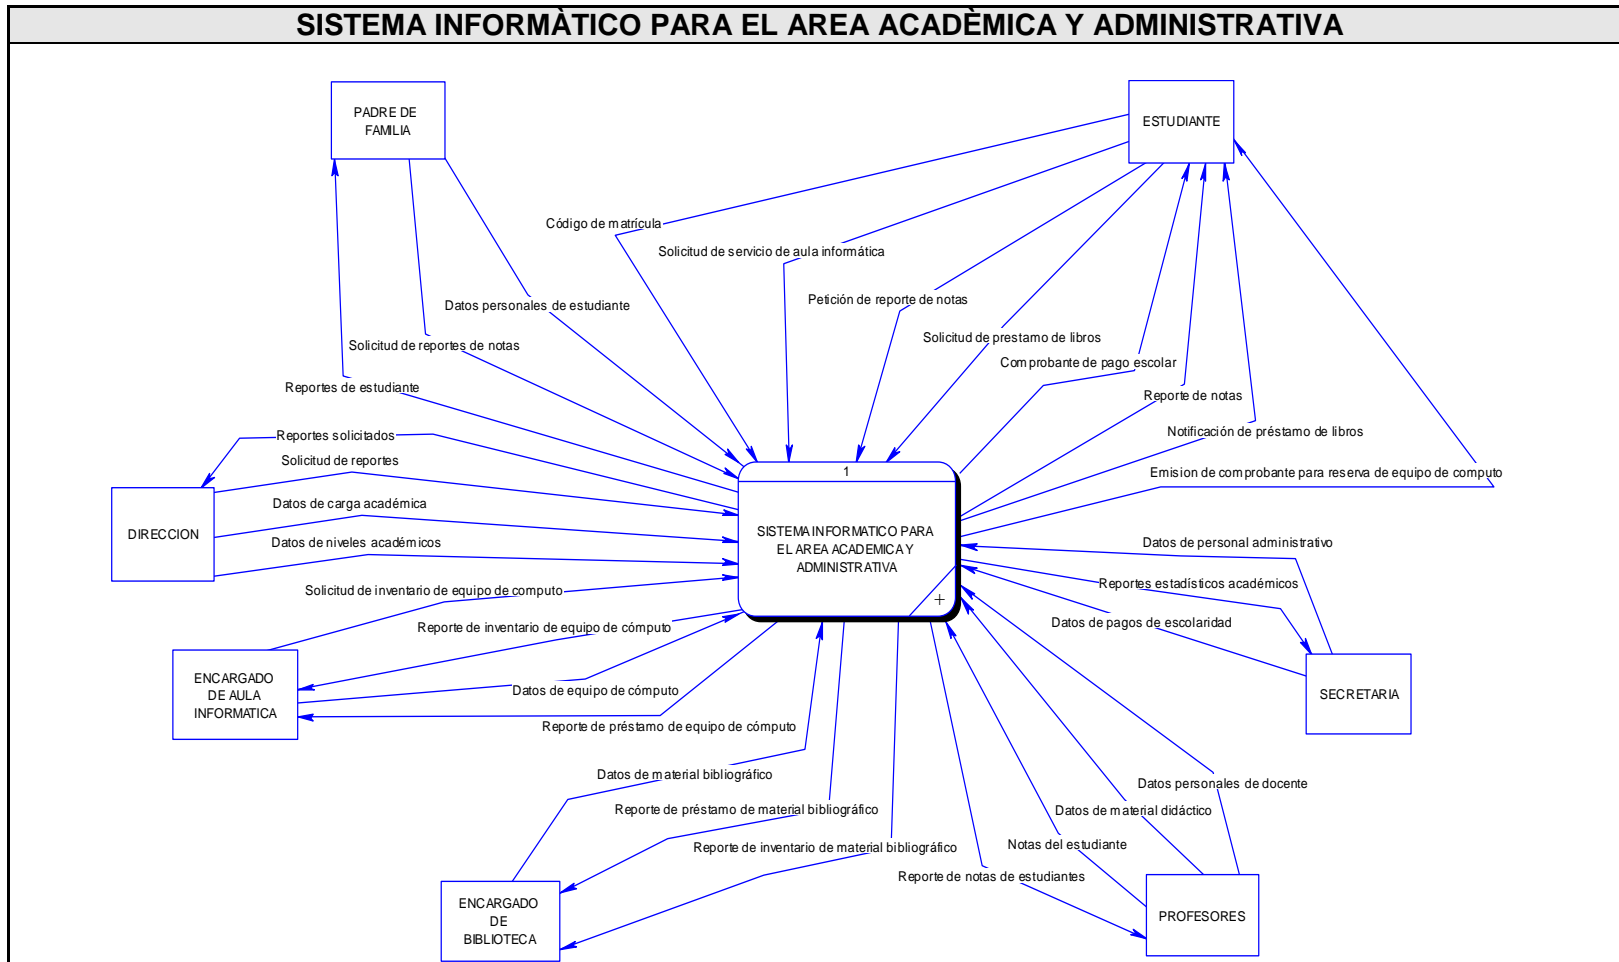 SISTEMA INFORMÀTICO PARA EL AREA ACADÈMICA Y ADMINISTRATIVA
PADRE DE
FAMILIA
ESTUDIANTE
Código de matrícula
Solicitud de servicio de aula informática
Datos personales de estudiante
Petición de reporte de notas
Solicitud de reportes de notas
Solicitud de prestamo de libros
Reportes de estudiante
Comprobante de pago escolar
Reporte de notas
Reportes solicitados
Notificación de préstamo de libros
Solicitud de reportes
Emision de comprobante para reserva de equipo de computo
1
Datos de carga académica
DIRECCION
SISTEMA INFORMATICO PARA
EL AREA ACADEMICA Y
ADMINISTRATIVA
+
Datos de niveles académicos
Datos de personal administrativo
Solicitud de inventario de equipo de computo
Reportes estadísticos académicos
Reporte de inventario de equipo de cómputo
Datos de pagos de escolaridad
ENCARGADO
DE AULA
INFORMATICA
SECRETARIA
Datos de equipo de cómputo
Reporte de préstamo de equipo de cómputo
Datos de material bibliográfico
Datos personales de docente
Reporte de préstamo de material bibliográfico
Datos de material didáctico
Reporte de inventario de material bibliográfico
Notas del estudiante
Reporte de notas de estudiantes
ENCARGADO
DE
BIBLIOTECA
PROFESORES